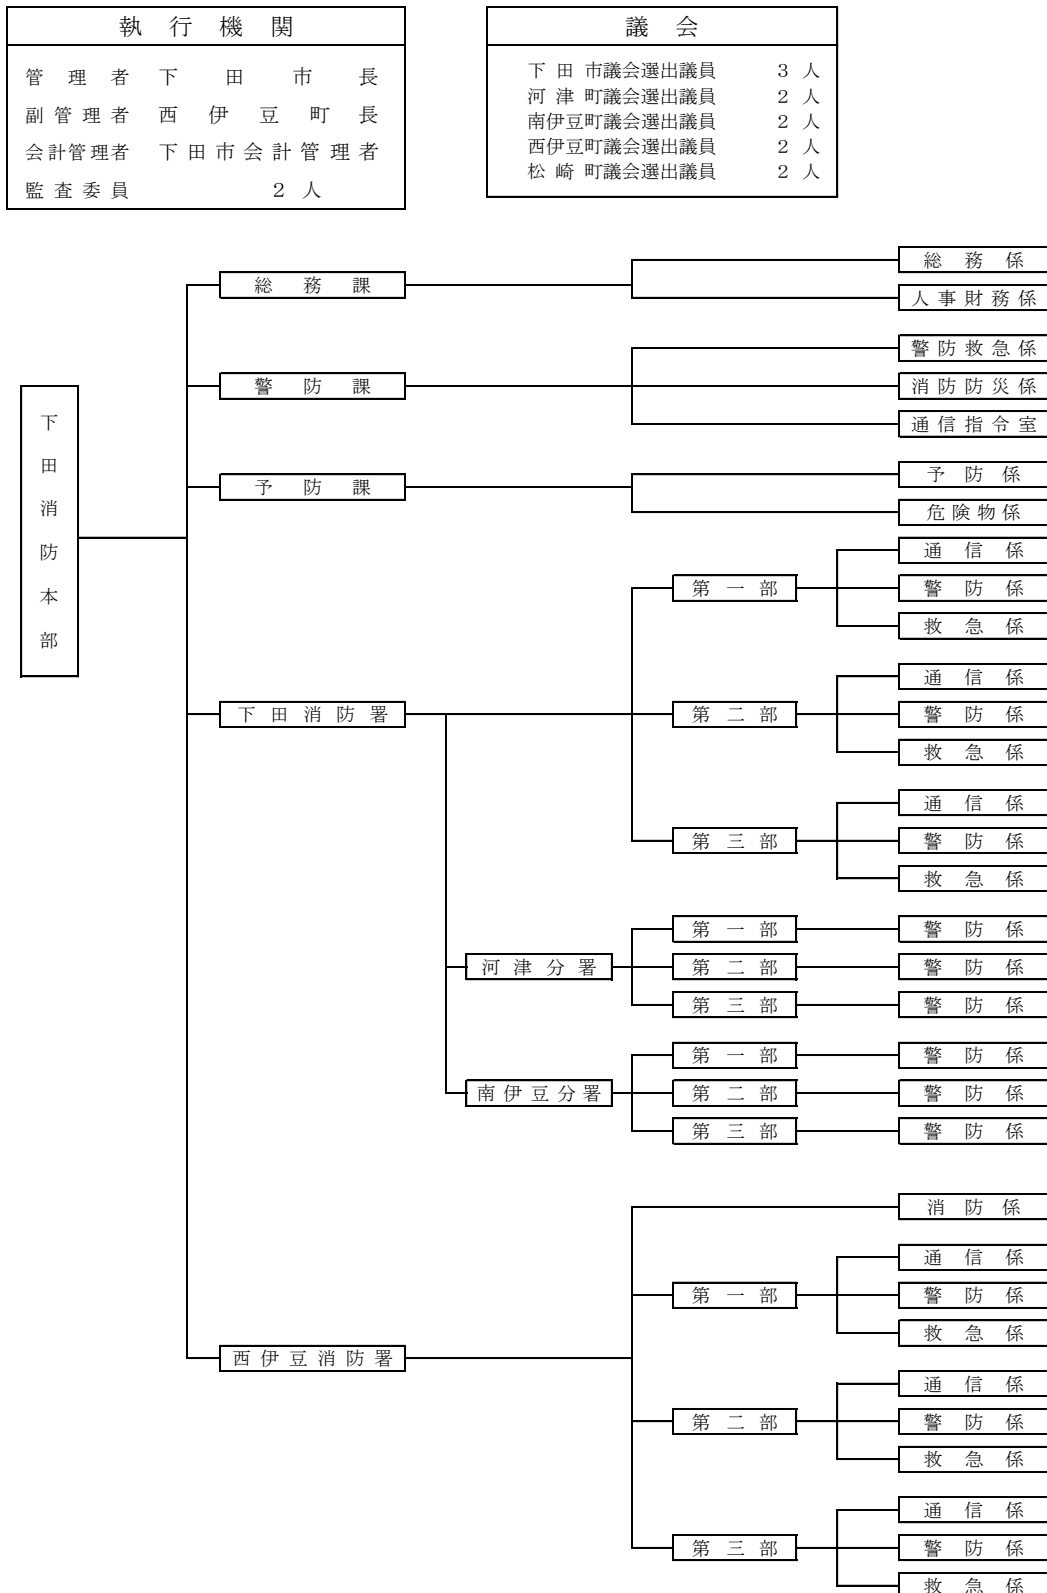 執行機関
管理者 下田市長
副管理者 西伊豆町長
会計管理者 下田市会計管理者
監査委員 2人
議会
下田市議会選出議員 3人
河津町議会選出議員 2人
南伊豆町議会選出議員 2人
西伊豆町議会選出議員 2人
松崎町議会選出議員 2人
下田消防本部
総務課
総務係
人事財務係
警防課
警防救急係
消防防災係
通信指令室
予防課
予防係
危険物係
下田消防署
第一部
通信係
警防係
救急係
第二部
通信係
警防係
救急係
第三部
通信係
警防係
救急係
河津分署
第一部 警防係
第二部 警防係
第三部 警防係
南伊豆分署
第一部 警防係
第二部 警防係
第三部 警防係
西伊豆消防署
消防係
第一部
通信係
警防係
救急係
第二部
通信係
警防係
救急係
第三部
通信係
警防係
救急係